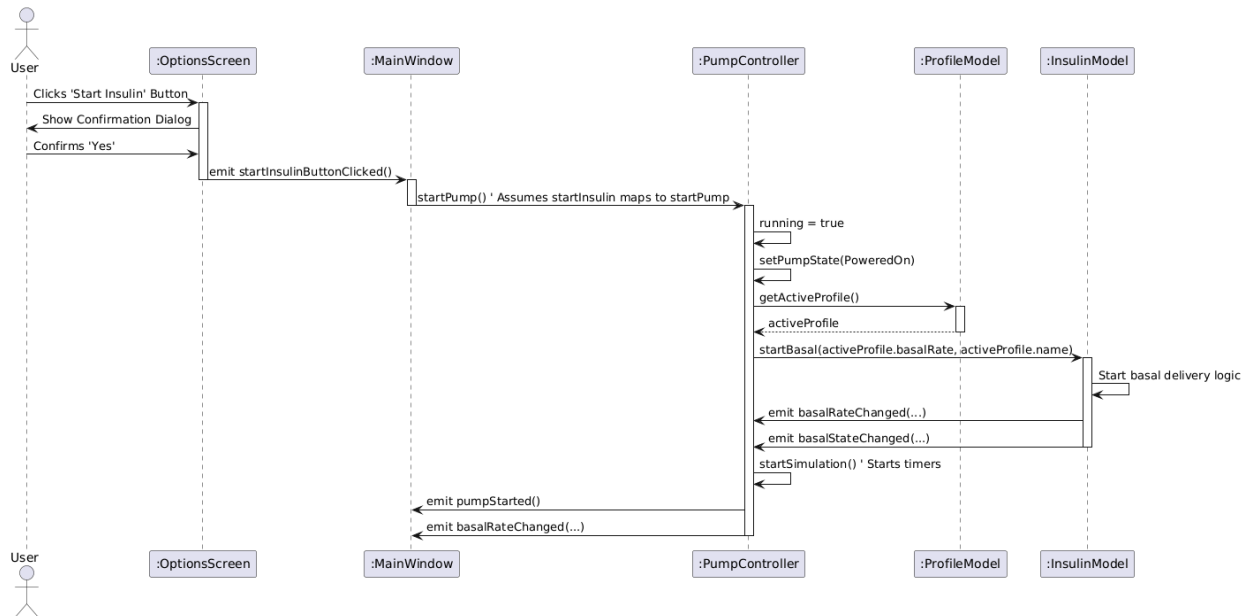 User
:OptionsScreen
:MainWindow
:PumpController
:ProfileModel
:InsulinModel
Clicks 'Start Insulin' Button
Show Confirmation Dialog
Confirms 'Yes'
emit startInsulinButtonClicked()
startPump() ' Assumes startInsulin maps to startPump
running = true
setPumpState(PoweredOn)
getActiveProfile()
activeProfile
startBasal(activeProfile.basalRate, activeProfile.name)
Start basal delivery logic
emit basalRateChanged(...)
emit basalStateChanged(...)
startSimulation() ' Starts timers
emit pumpStarted()
emit basalRateChanged(...)
User
:OptionsScreen
:MainWindow
:PumpController
:ProfileModel
:InsulinModel